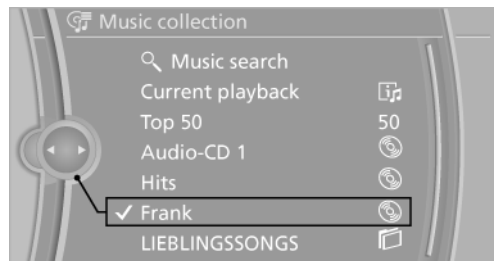 Music collection
Music search
Current playback
Top 50 50
Audio-CD 1
Hits
Frank
LIEBLINGSSONGS